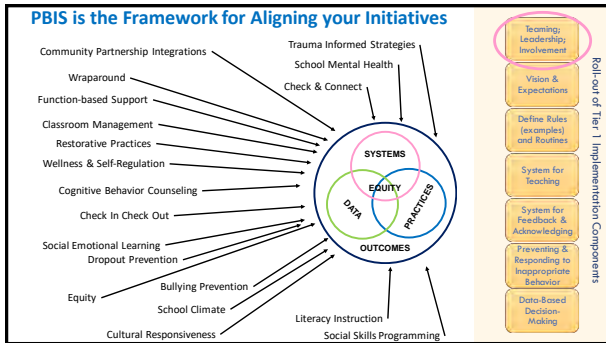 PBIS is the Framework for Aligning your Initiatives
Community Partnership Integrations
Wraparound
Function-based Support
Classroom Management
Restorative Practices
Wellness & Self-Regulation
Cognitive Behavior Counseling
Check In Check Out
Social Emotional Learning
Dropout Prevention
Equity
Bullying Prevention
School Climate
Cultural Responsiveness
Trauma Informed Strategies
School Mental Health
Check & Connect
SYSTEMS
EQUITY
DATA
PRACTICES
OUTCOMES
Literacy Instruction
Social Skills Programming
Teaming;
Leadership;
Involvement
Vision &
Expectations
Define Rules
(examples) and
Routines
System for
Teaching
System for
Feedback &
Acknowledging
Preventing &
Responding to
Inappropriate
Behavior
Data-Based
Decision-
Making
Roll-out of Tier 1 Implementation Components